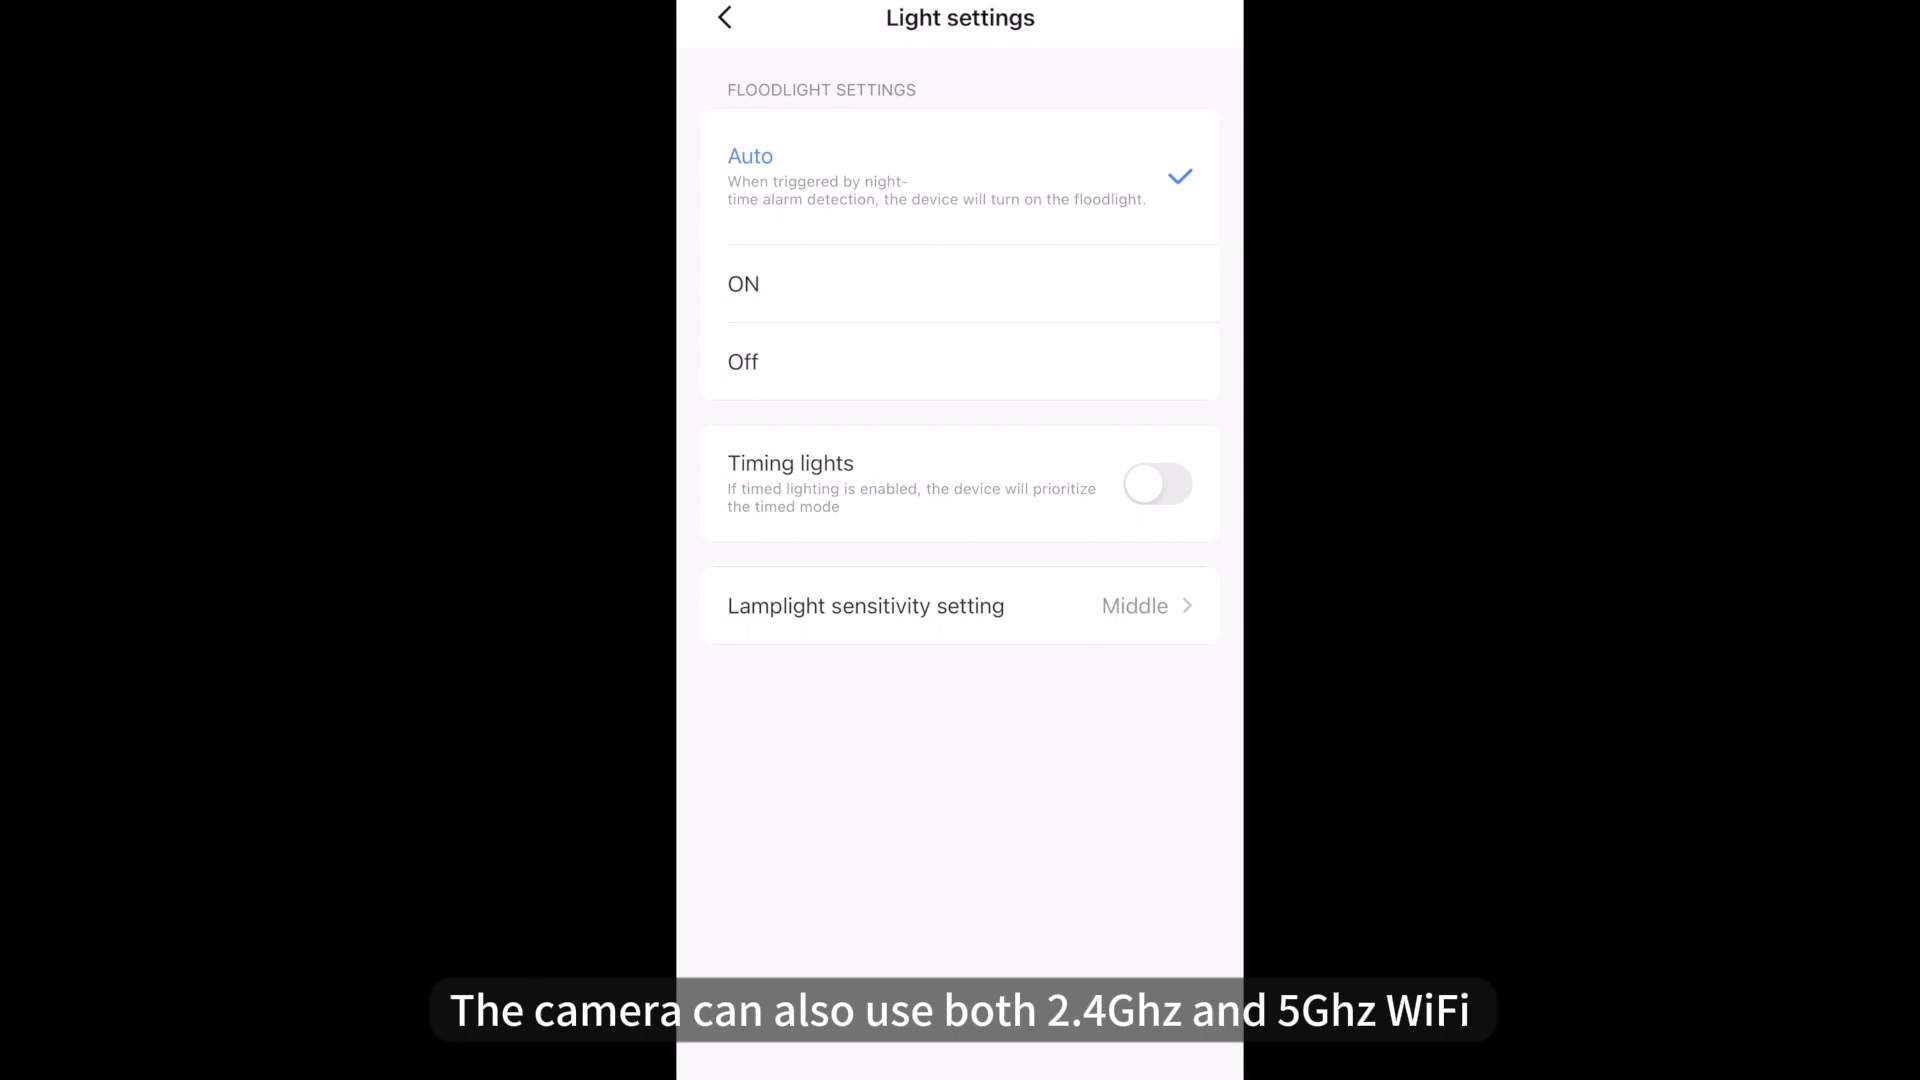 Light settings
FLOODLIGHT SETTINGS
Auto
When triggered by night-
time alarm detection, the device will turn on the floodlight.
ON
Off
Timing lights
If timed lighting is enabled, the device will prioritize
the timed mode
Lamplight sensitivity setting Middle
The camera can also use both 2.4Ghz and 5Ghz WiFi